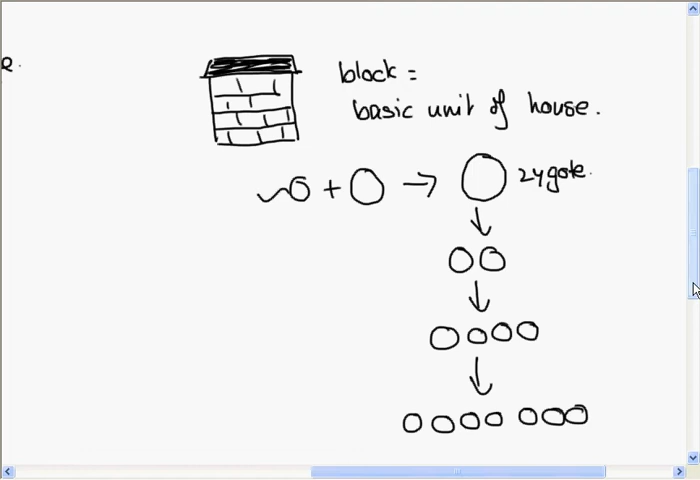 e.
block =
basic unit of house.
+ → zygote.